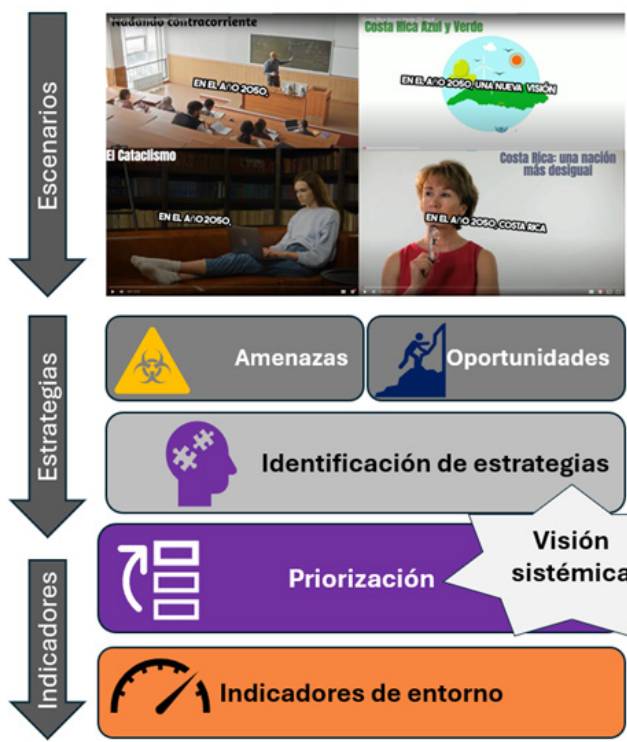 Escenarios
Nadando contracorriente
EN EL AÑO 2050,
Costa Rica Azul y Verde
EN EL AÑO 2050, UNA NUEVA VISIÓN
El Cataclismo
EN EL AÑO 2050,
Costa Rica: una nación
más desigual
EN EL AÑO 2050, COSTA RICA
Estrategias
Amenazas
Oportunidades
Identificación de estrategias
Indicadores
Priorización
Visión
sistémica
Indicadores de entorno